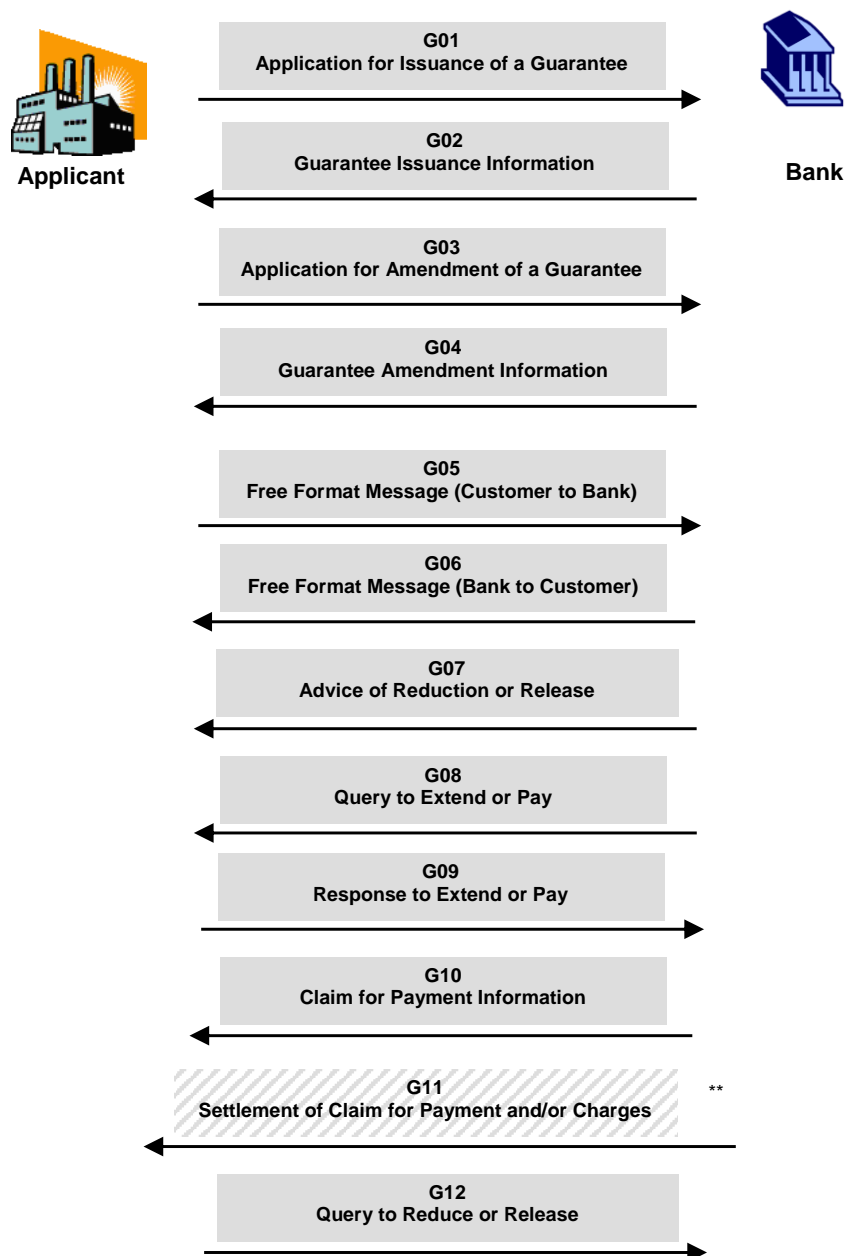 G01
Application for Issuance of a Guarantee
G02
Guarantee Issuance Information
Applicant
Bank
G03
Application for Amendment of a Guarantee
G04
Guarantee Amendment Information
G05
Free Format Message (Customer to Bank)
G06
Free Format Message (Bank to Customer)
G07
Advice of Reduction or Release
G08
Query to Extend or Pay
G09
Response to Extend or Pay
G10
Claim for Payment Information
G11
**
Settlement of Claim for Payment and/or Charges
G12
Query to Reduce or Release